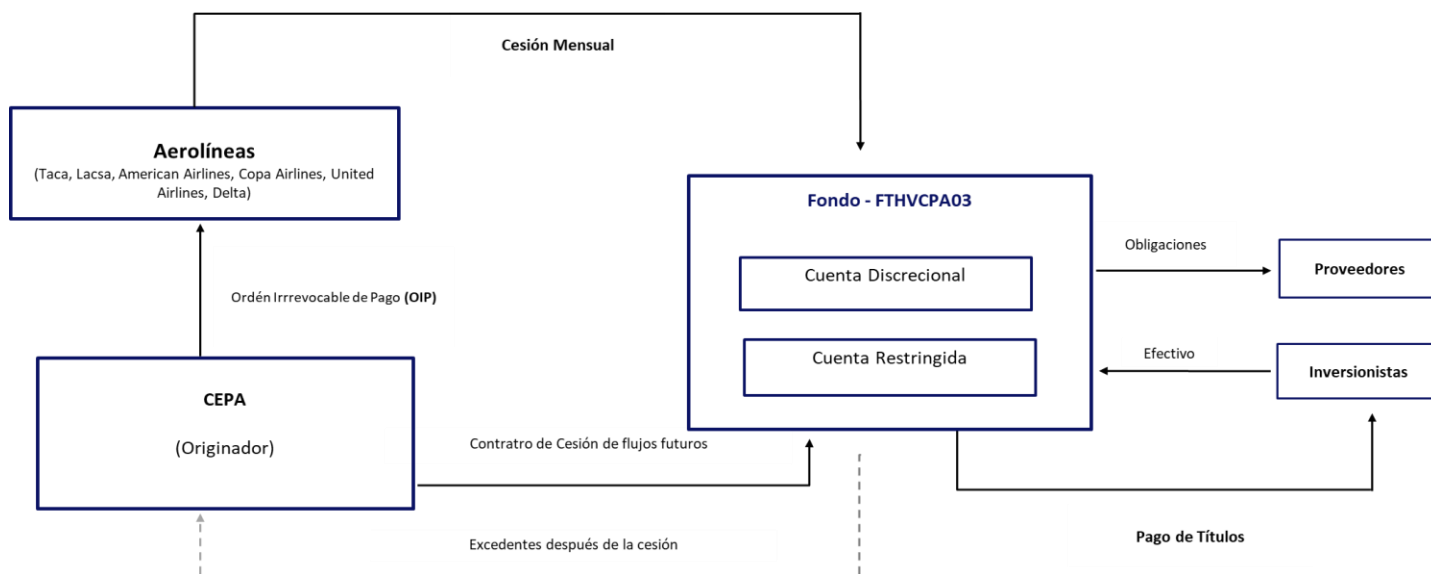 Cesión Mensual
Aerolíneas
(Taca, Lacsa, American Airlines, Copa Airlines, United
Airlines, Delta)
Fondo - FTHVCPA03
Cuenta Discrecional
Cuenta Restringida
Obligaciones
Proveedores
Efectivo
Inversionistas
Ordén Irrrevocable de Pago (OIP)
CEPA
(Originador)
Contratro de Cesión de flujos futuros
Excedentes después de la cesión
Pago de Títulos